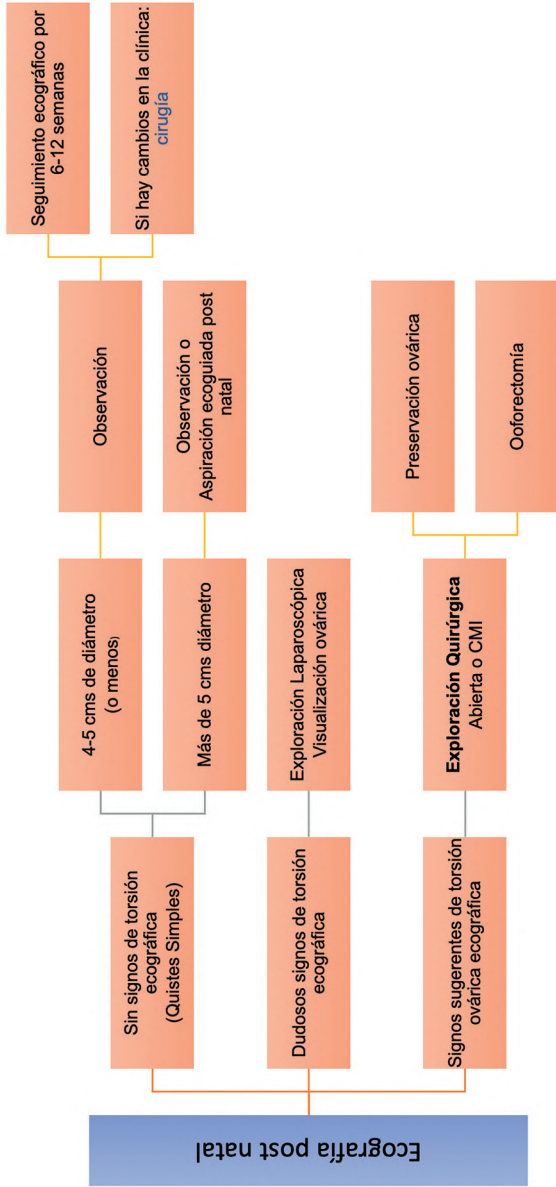 Ecografía post natal
Sin signos de torsión
ecográfica
(Quistes Simples)
4-5 cms de diámetro
(o menos)
Observación
Seguimiento ecográfico por
6-12 semanas
Si hay cambios en la clínica:
cirugía
Más de 5 cms diámetro
Observación o
Aspiración ecoguiada post
natal
Dudosos signos de torsión
ecográfica
Exploración Laparoscópica
Visualización ovárica
Signos sugerentes de torsión
ovárica ecográfica
Exploración Quirúrgica
Abierta o CMI
Preservación ovárica
Ooforectomía